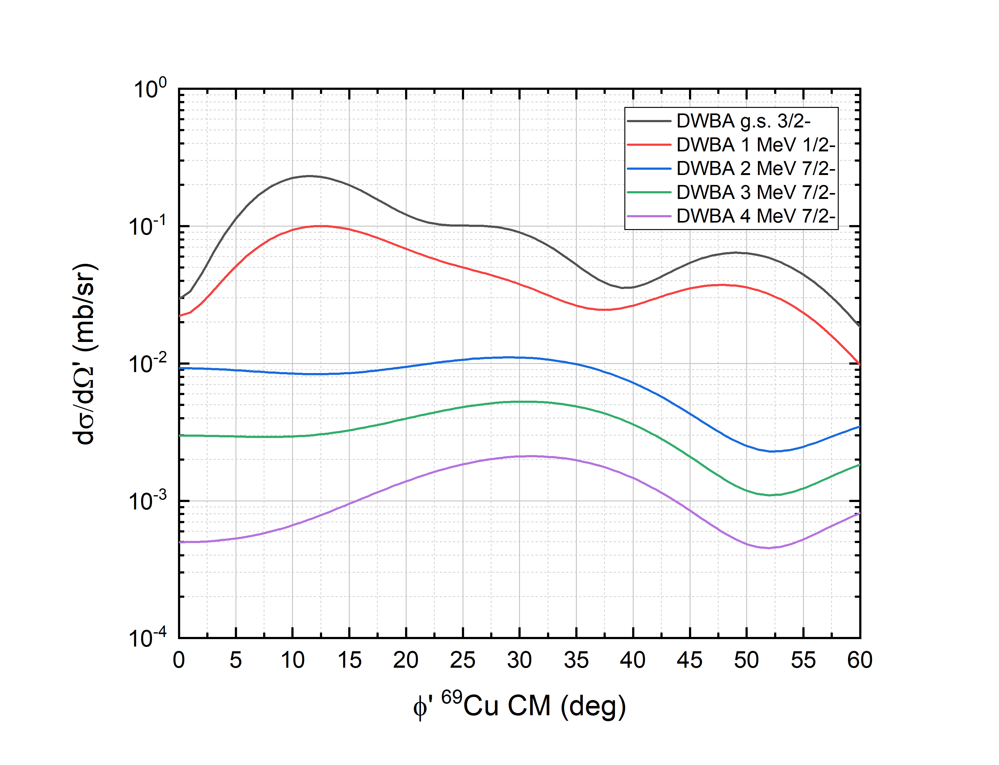 10⁰
10⁻¹
10⁻²
10⁻³
10⁻⁴
dσ/dΩ' (mb/sr)
DWBA g.s. 3/2-
DWBA 1 MeV 1/2-
DWBA 2 MeV 7/2-
DWBA 3 MeV 7/2-
DWBA 4 MeV 7/2-
0 5 10 15 20 25 30 35 40 45 50 55 60
ϕ' ⁶⁹Cu CM (deg)